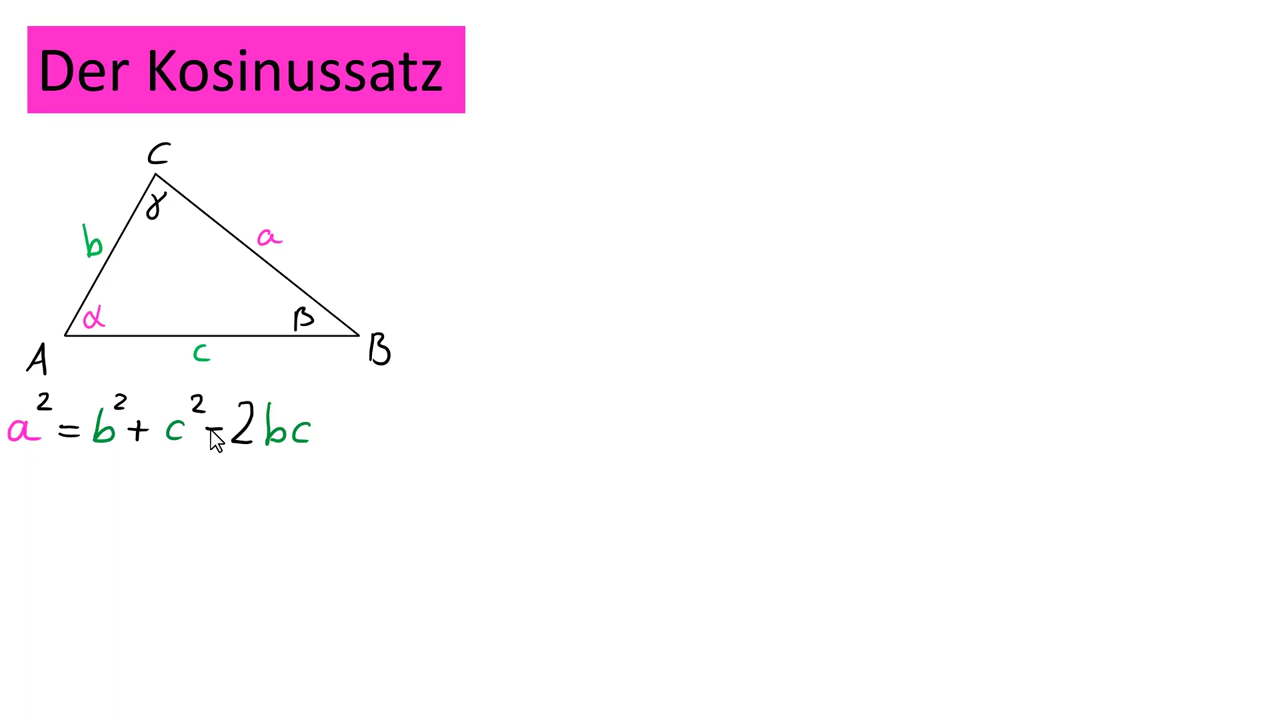 Der Kosinussatz
C
γ
b
a
α
β
A
c
B
a² = b² + c² - 2bc